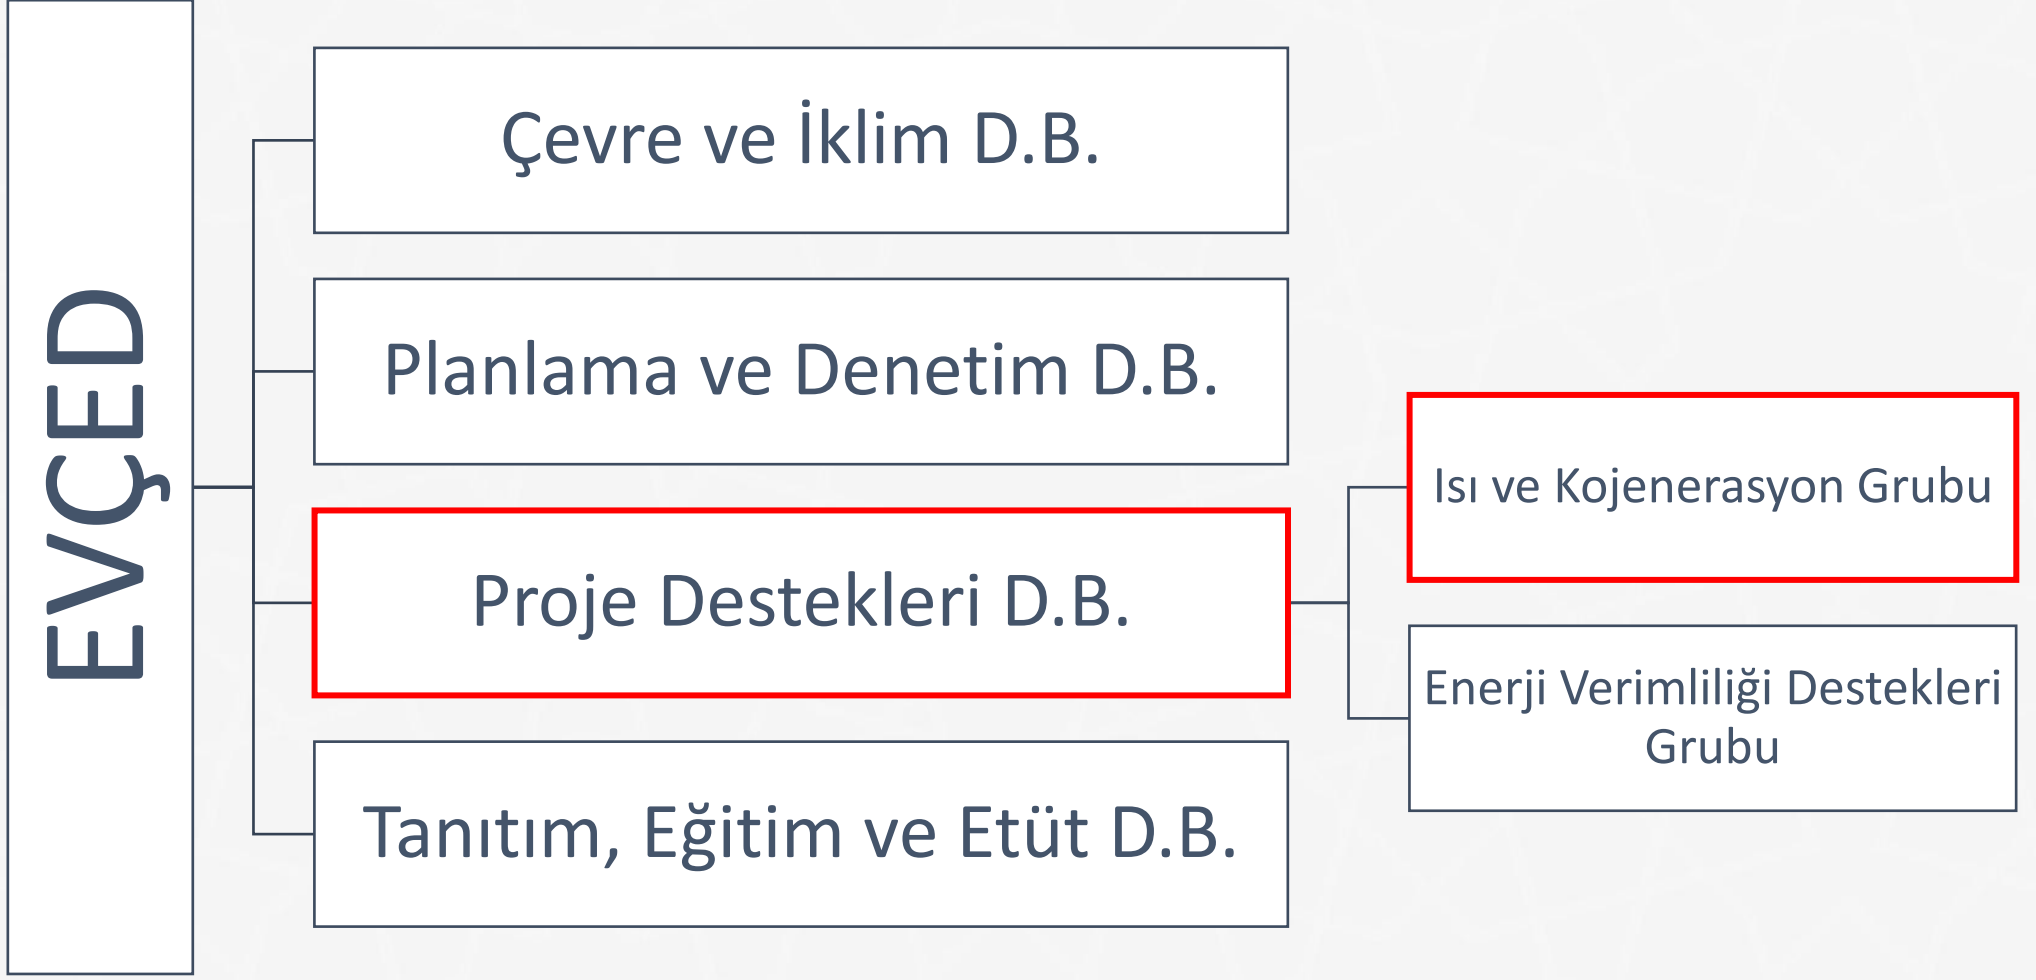 EVÇED
Çevre ve İklim D.B.
Planlama ve Denetim D.B.
Proje Destekleri D.B.
Tanıtım, Eğitim ve Etüt D.B.
Isı ve Kojenerasyon Grubu
Enerji Verimliliği Destekleri
Grubu